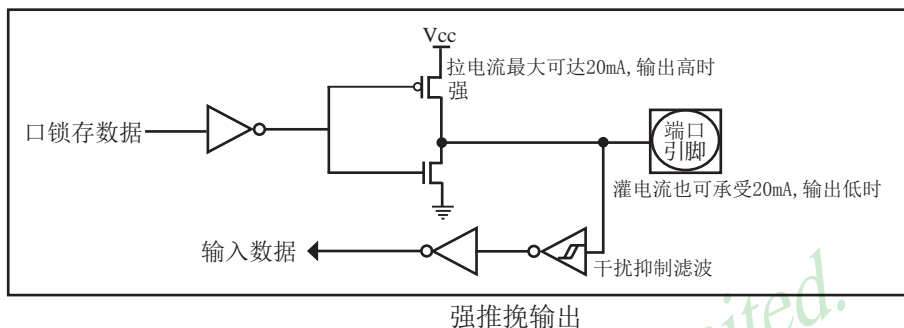 Vcc
拉电流最大可达20mA,输出高时
强
口锁存数据
端口
引脚
灌电流也可承受20mA,输出低时
输入数据
干扰抑制滤波
强推挽输出
ited.